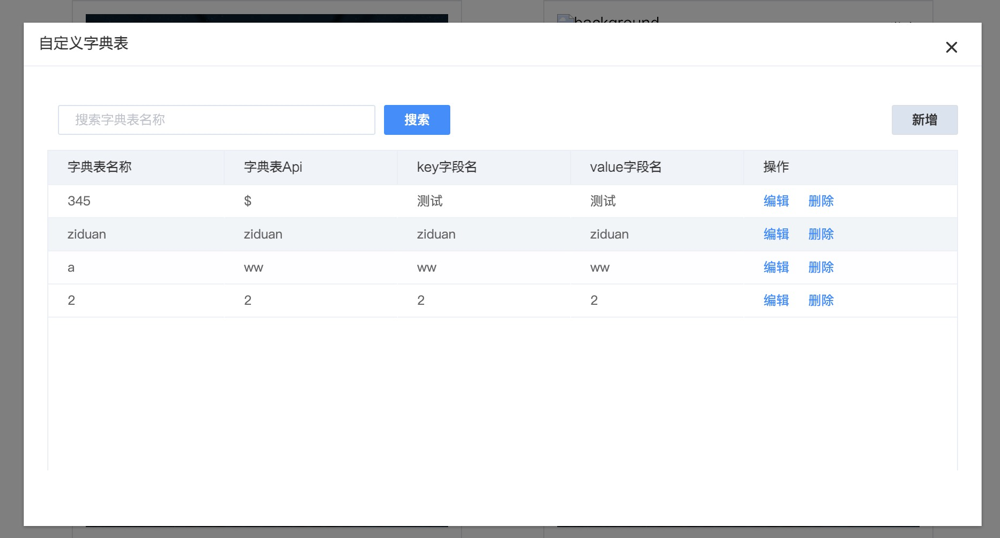 background
自定义字典表
搜索字典表名称 搜索 新增
字典表名称 字典表Api key字段名 value字段名 操作
345 $ 测试 测试 编辑 删除
ziduan ziduan ziduan ziduan 编辑 删除
a ww ww ww 编辑 删除
2 2 2 2 编辑 删除